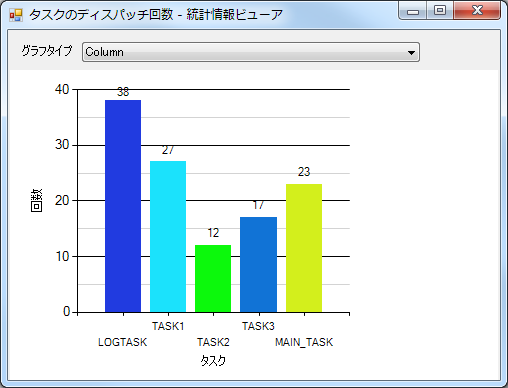 タスクのディスパッチ回数 - 統計情報ビューア
グラフタイプ
Column
40
30
20
10
0
回数
38
27
12
17
23
TASK1
TASK3
LOGTASK
TASK2
MAIN_TASK
タスク